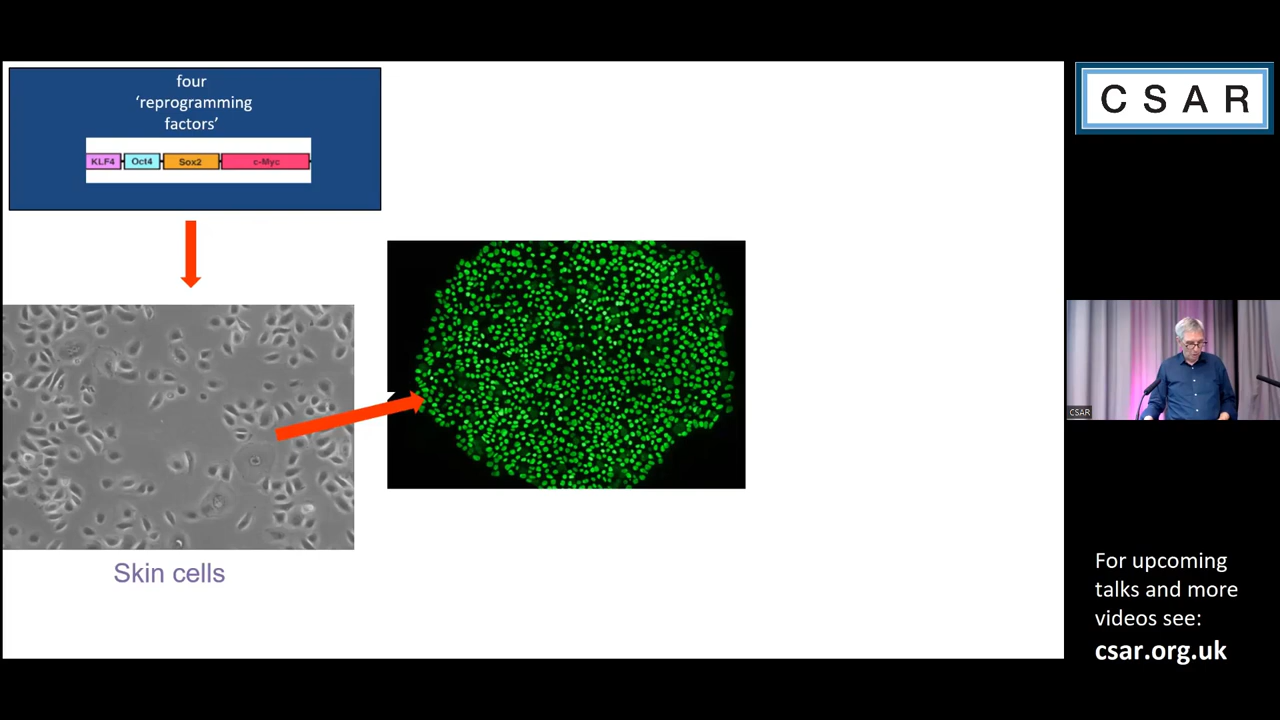 four
‘reprogramming
factors’
KLF4 Oct4 Sox2 c-Myc
Skin cells
CSAR
CSAR
For upcoming
talks and more
videos see:
csar.org.uk